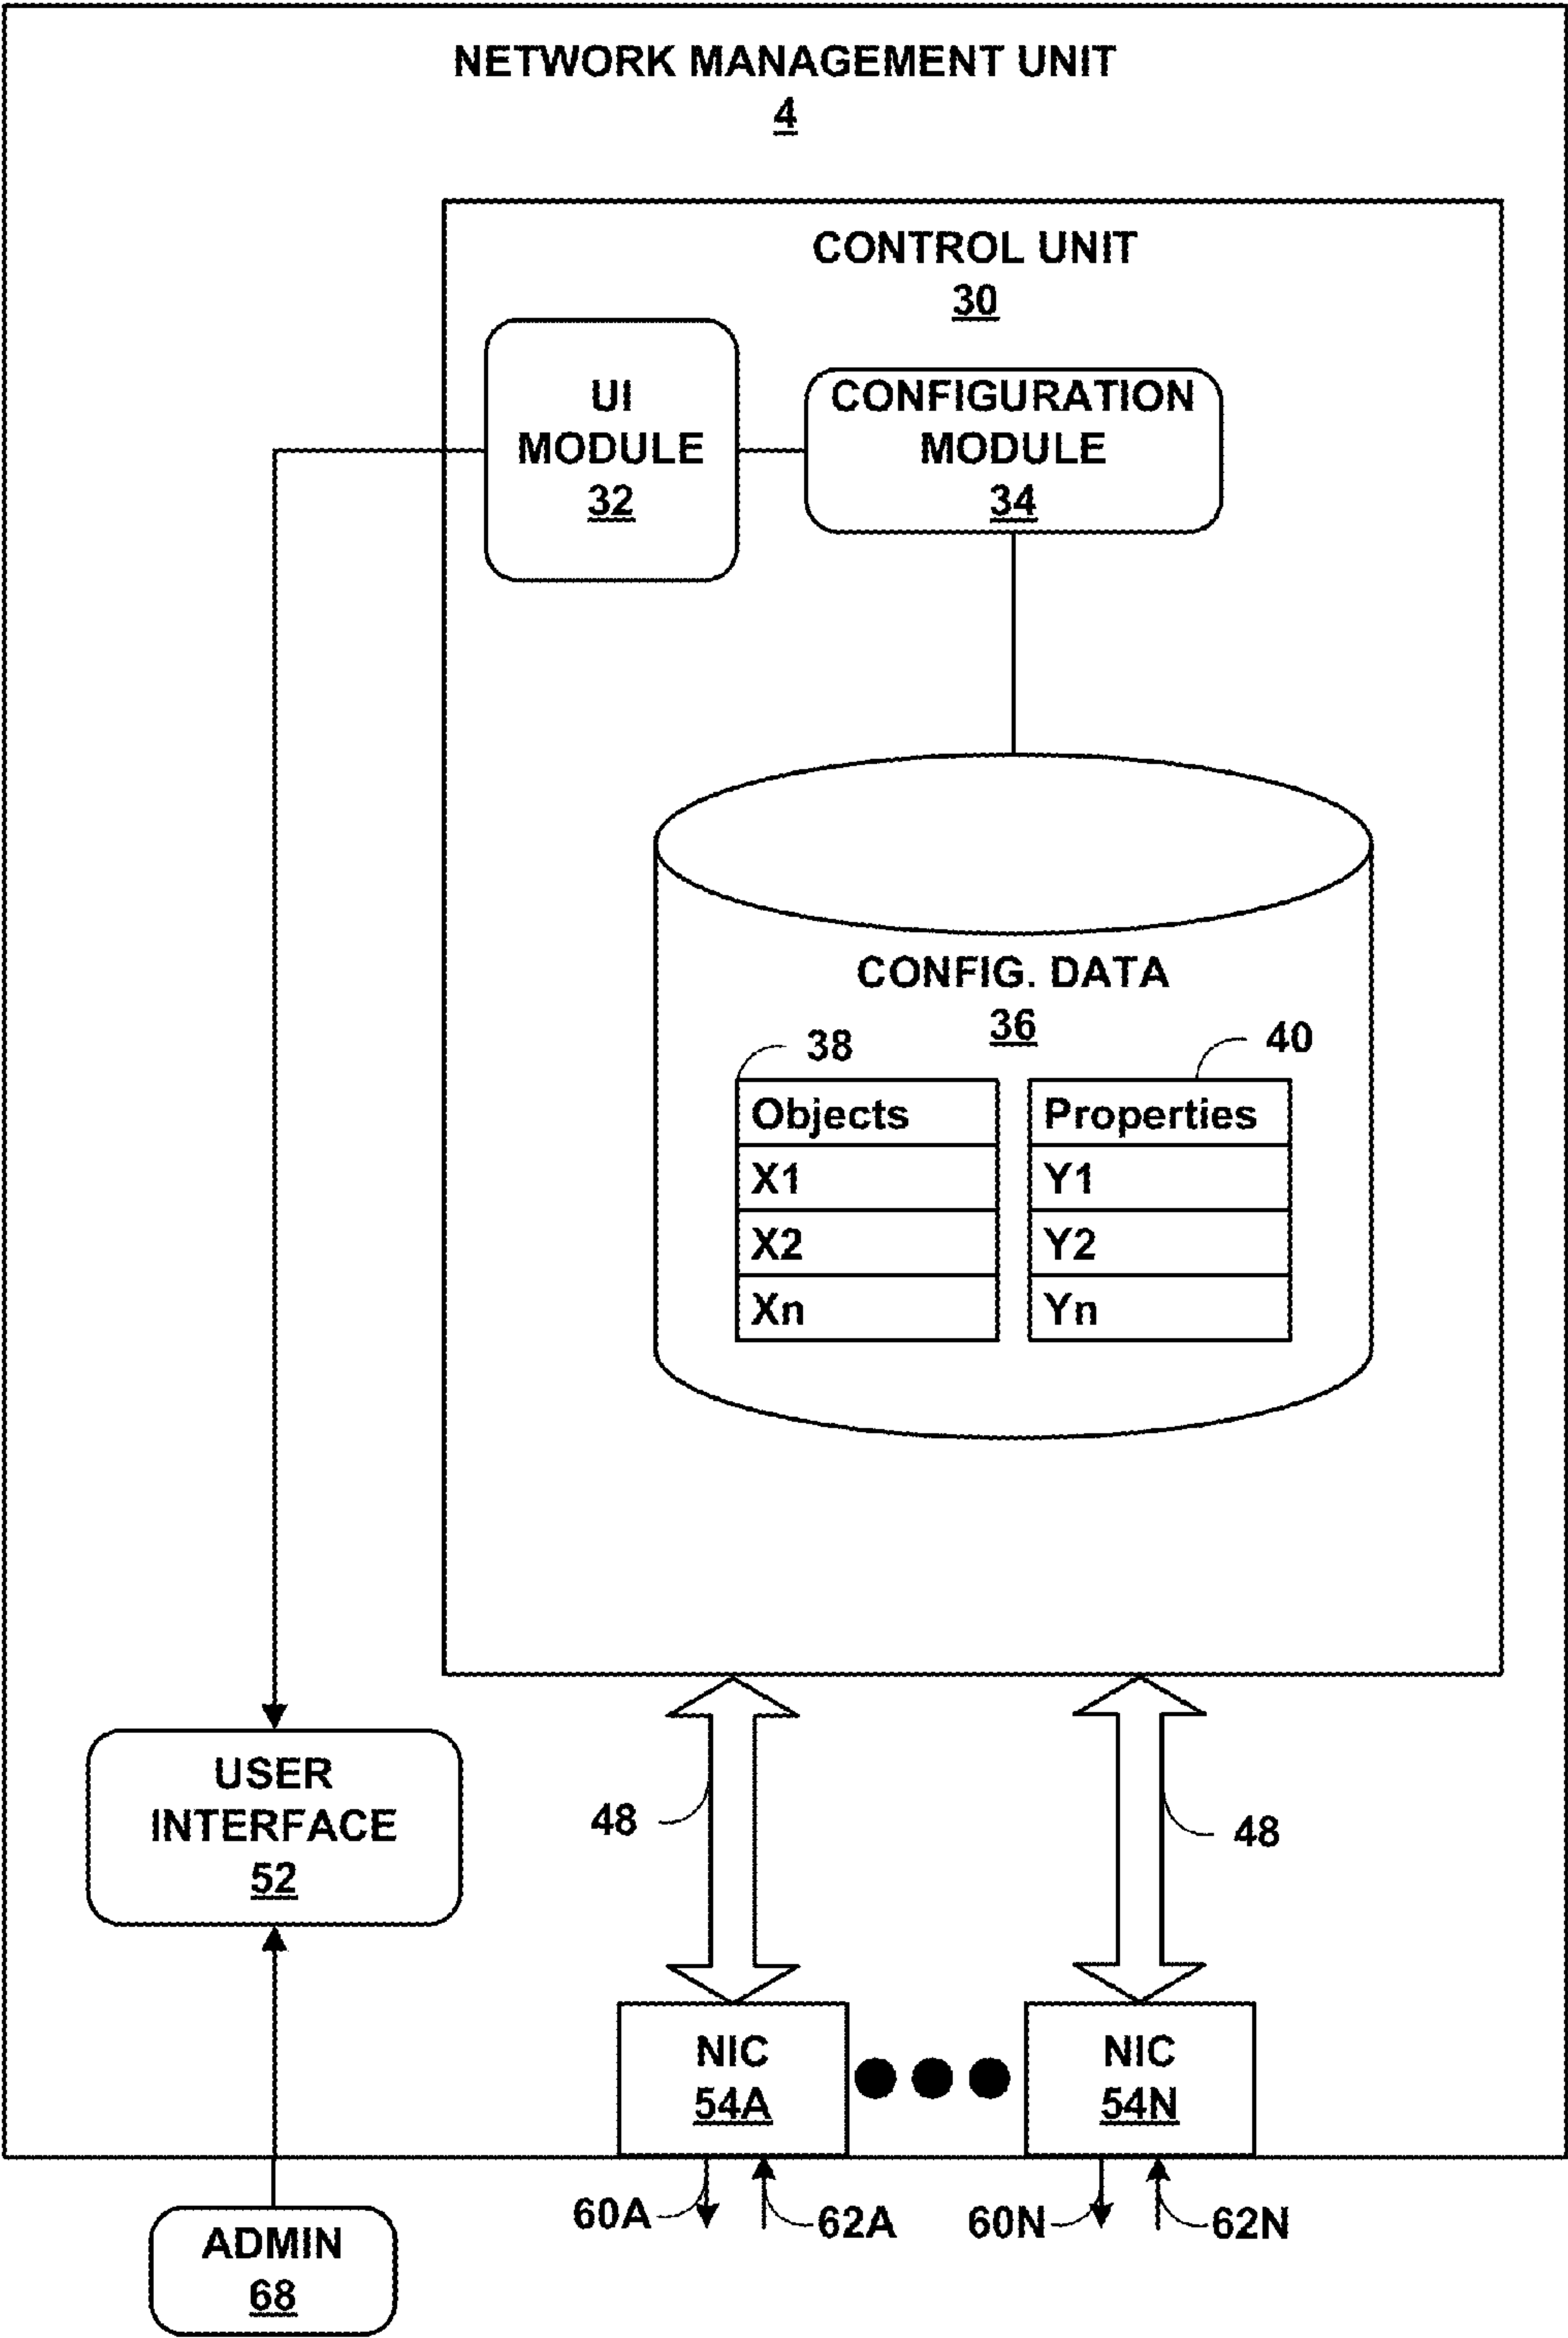 NETWORK MANAGEMENT UNIT
4
CONTROL UNIT
30
UI
MODULE
32
CONFIGURATION
MODULE
34
CONFIG. DATA
36
38
40
Objects
X1
X2
Xn
Properties
Y1
Y2
Yn
USER
INTERFACE
52
48
48
NIC
54A
NIC
54N
60A
62A
60N
62N
ADMIN
68